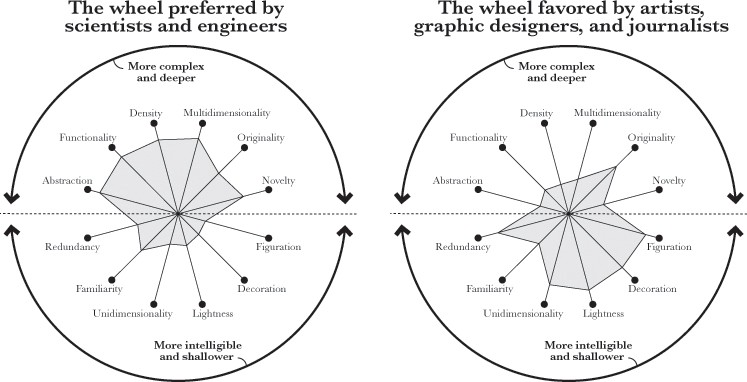 The wheel preferred by
scientists and engineers
More complex
and deeper
Density
Multidimensionality
Functionality
Originality
Abstraction
Novelty
Redundancy
Figuration
Familiarity
Decoration
Unidimensionality
Lightness
More intelligible
and shallower
The wheel favored by artists,
graphic designers, and journalists
More complex
and deeper
Density
Multidimensionality
Functionality
Originality
Abstraction
Novelty
Redundancy
Figuration
Familiarity
Decoration
Unidimensionality
Lightness
More intelligible
and shallower